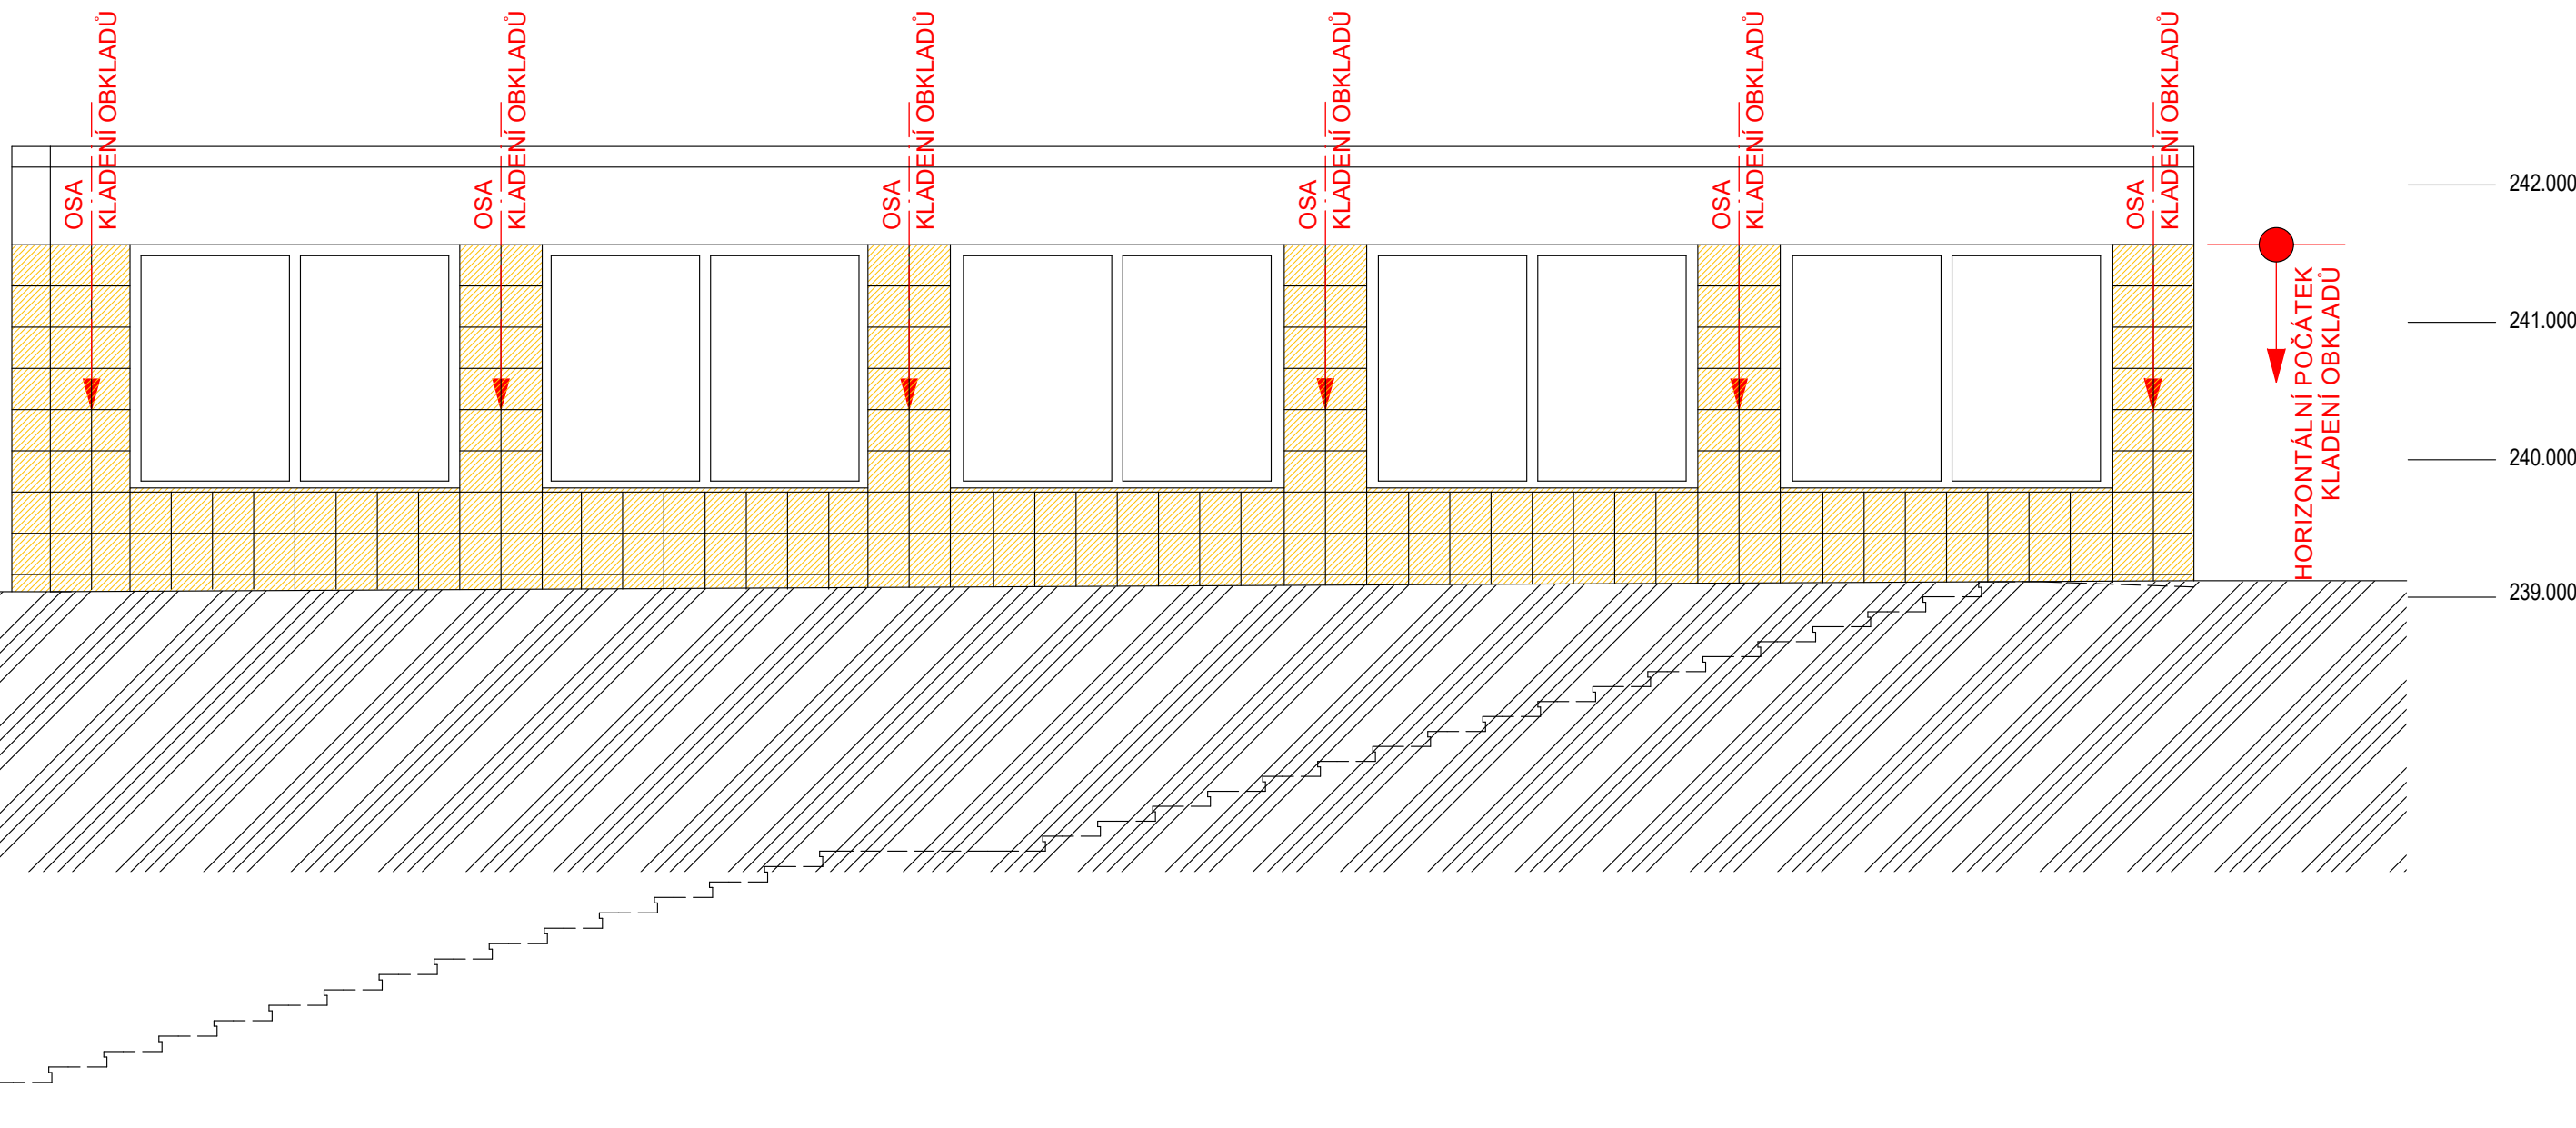 OSA
KLADENÍ OBKLADŮ
OSA
KLADENÍ OBKLADŮ
OSA
KLADENÍ OBKLADŮ
OSA
KLADENÍ OBKLADŮ
OSA
KLADENÍ OBKLADŮ
OSA
KLADENÍ OBKLADŮ
HORIZONTÁLNÍ POČÁTEK
KLADENÍ OBKLADŮ
242.000
241.000
240.000
239.000